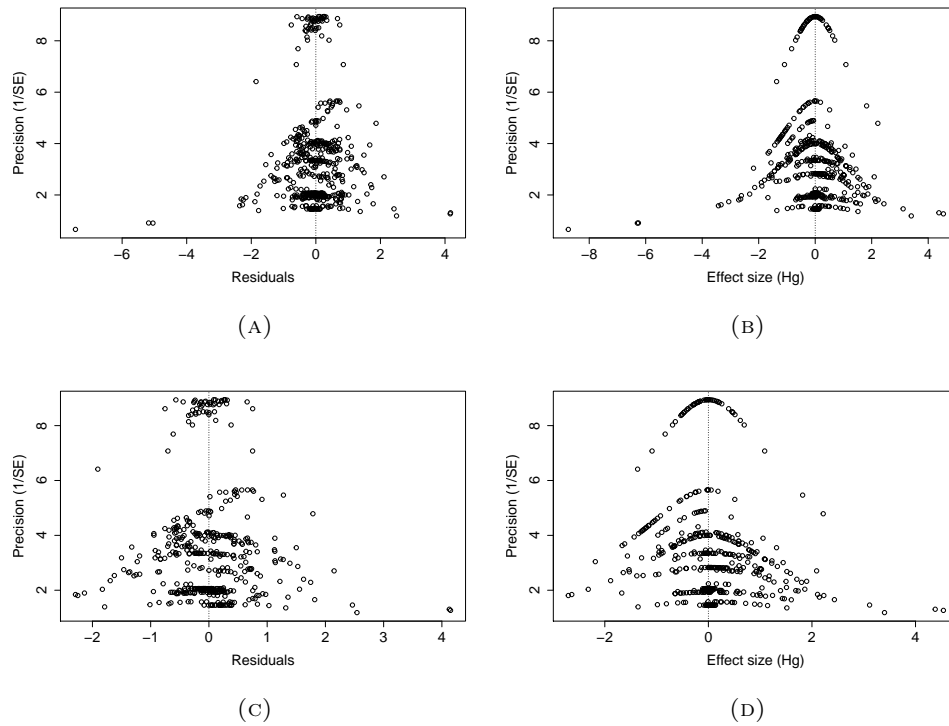 Precision (1/SE)
8
6
4
2
−6 −4 −2 0 2 4
Residuals
(A)
Precision (1/SE)
8
6
4
2
−8 −6 −4 −2 0 2 4
Effect size (Hg)
(B)
Precision (1/SE)
8
6
4
2
−2 −1 0 1 2 3 4
Residuals
(C)
Precision (1/SE)
8
6
4
2
−2 0 2 4
Effect size (Hg)
(D)